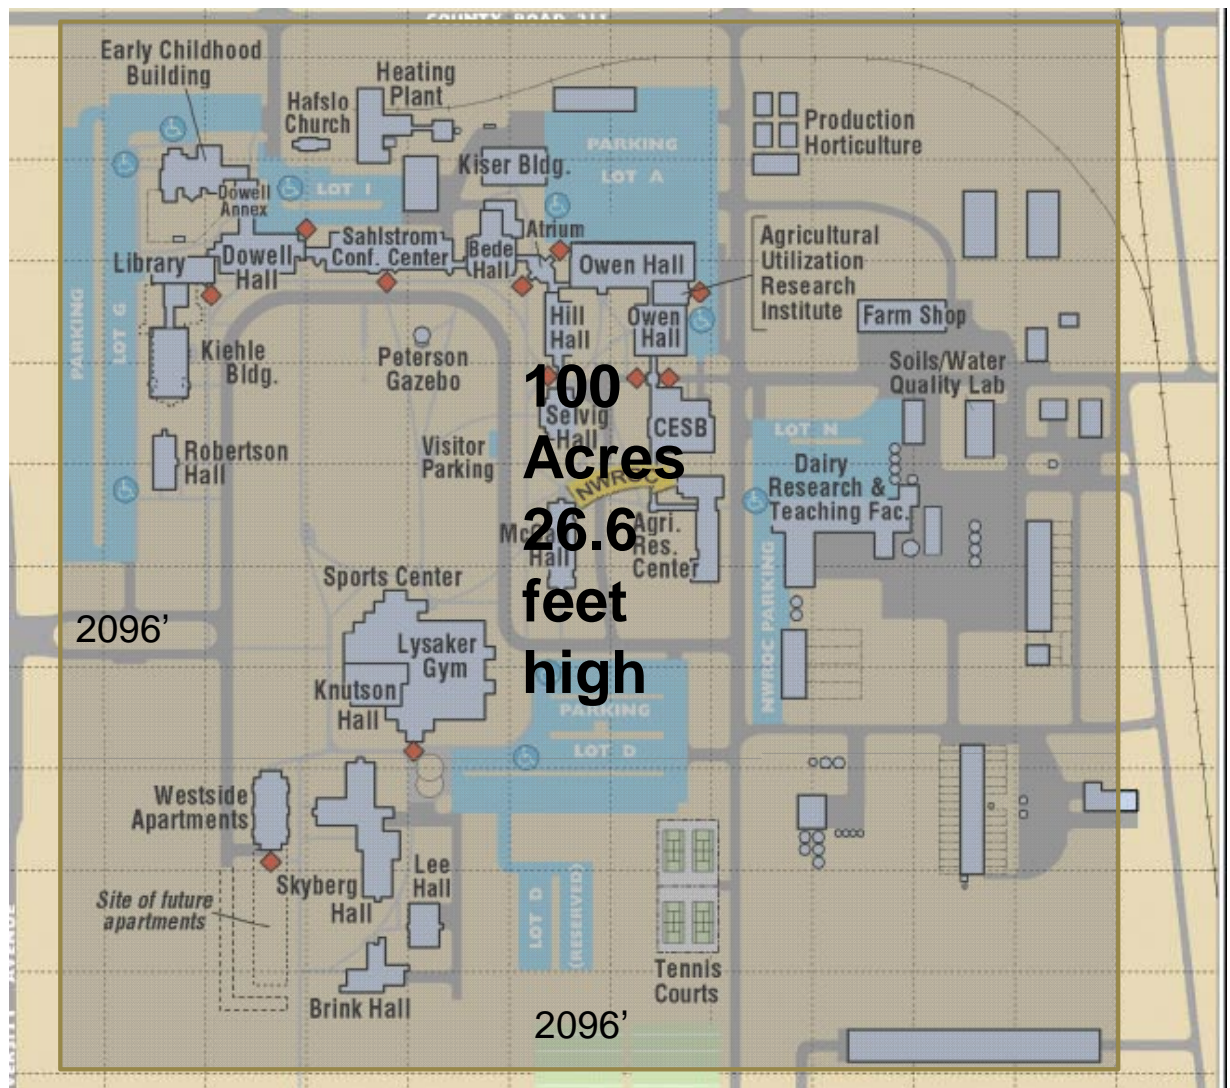 COUNTY ROAD 211
Early Childhood
Building
Heating
Plant
Hafslo
Church
Production
Horticulture
PARKING
LOT A
Kiser Bldg.
LOT I
Dowell
Annex
Atrium
Sahlstrom
Conf. Center
Bede
Hall
Agricultural
Utilization
Research
Institute
Library
Dowell
Hall
Owen Hall
PARKING
LOT G
Hill
Hall
Owen
Hall
Farm Shop
Kiehle
Bldg.
Peterson
Gazebo
Soils/Water
Quality Lab
100
Acres
26.6
feet
high
Selvig
Hall
CESB
LOT N
Robertson
Hall
Visitor
Parking
Dairy
Research &
Teaching Fac.
NWROC
Hall
Agri.
Res.
Center
NWROC PARKING
Sports Center
2096’
Lysaker
Gym
Knutson
Hall
PARKING
LOT D
Westside
Apartments
Lee
Hall
Skyberg
Hall
Site of future
apartments
LOT D
(RESERVED)
Tennis
Courts
Brink Hall
2096’
AVENUE